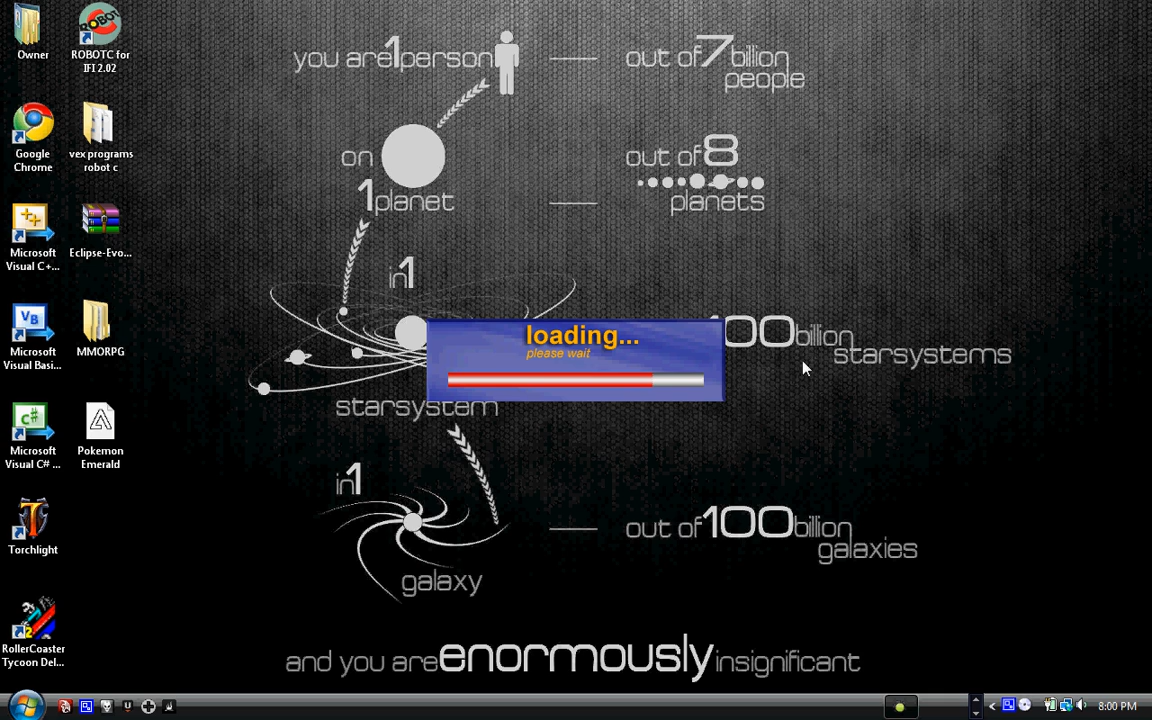 Owner
ROBOTC for
IFI 2.02
Google
Chrome
vex programs
robot c
Microsoft
Visual C+...
Eclipse-Evo...
Microsoft
Visual Basi...
MMORPG
Microsoft
Visual C# ...
Pokemon
Emerald
Torchlight
RollerCoaster
Tycoon Del...
you are 1 person
out of 7 billion
people
on
1 planet
out of 8
planets
in 1
starsystem
100 billion
starsystems
loading...
please wait
in 1
galaxy
out of 100 billion
galaxies
and you are enormously insignificant
8:00 PM